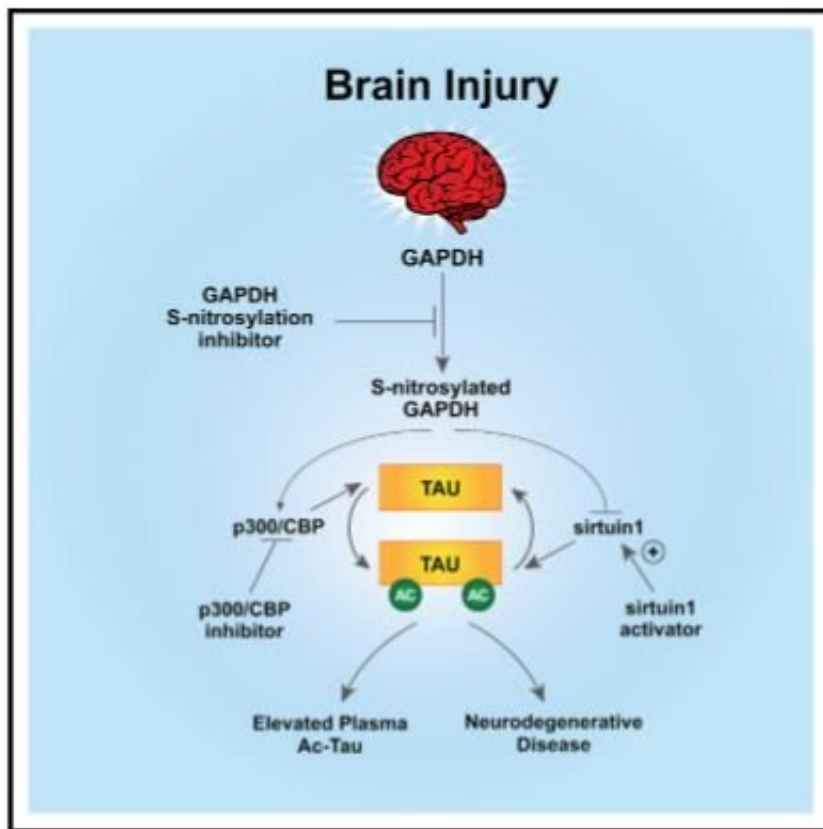 Brain Injury
GAPDH
GAPDH
S-nitrosylation
inhibitor
S-nitrosylated
GAPDH
TAU
p300/CBP
sirtuin1
TAU
AC
AC
p300/CBP
inhibitor
sirtuin1
activator
Elevated Plasma
Ac-Tau
Neurodegenerative
Disease